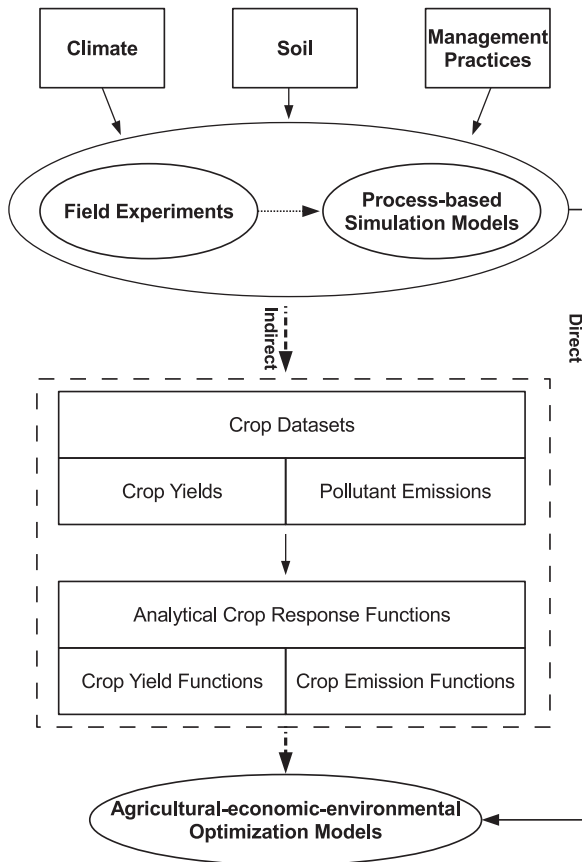 Climate
Soil
Management
Practices
Field Experiments
Process-based
Simulation Models
Indirect
Direct
Crop Datasets
Crop Yields
Pollutant Emissions
Analytical Crop Response Functions
Crop Yield Functions
Crop Emission Functions
Agricultural-economic-environmental
Optimization Models